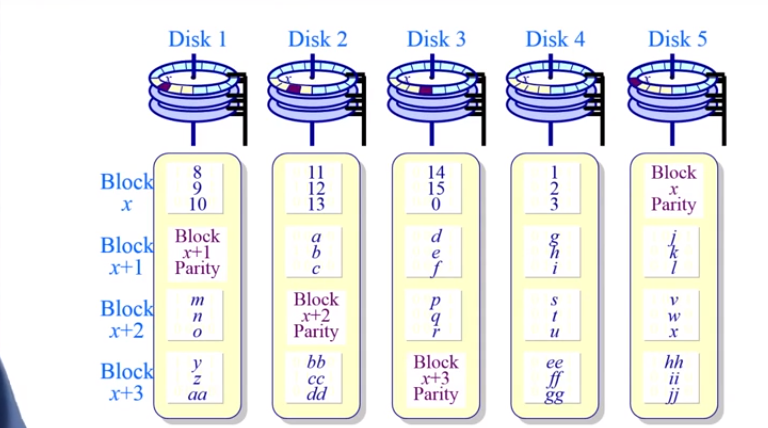 Disk 1 Disk 2 Disk 3 Disk 4 Disk 5
x x x x x
Block
x
8
9
10
11
12
13
14
15
0
1
2
3
Block
x
Parity
Block
x+1
Block
x+1
Parity
a
b
c
d
e
f
g
h
i
j
k
l
Block
x+2
m
n
o
Block
x+2
Parity
p
q
r
s
t
u
v
w
x
Block
x+3
y
z
aa
bb
cc
dd
Block
x+3
Parity
ee
ff
gg
hh
ii
jj